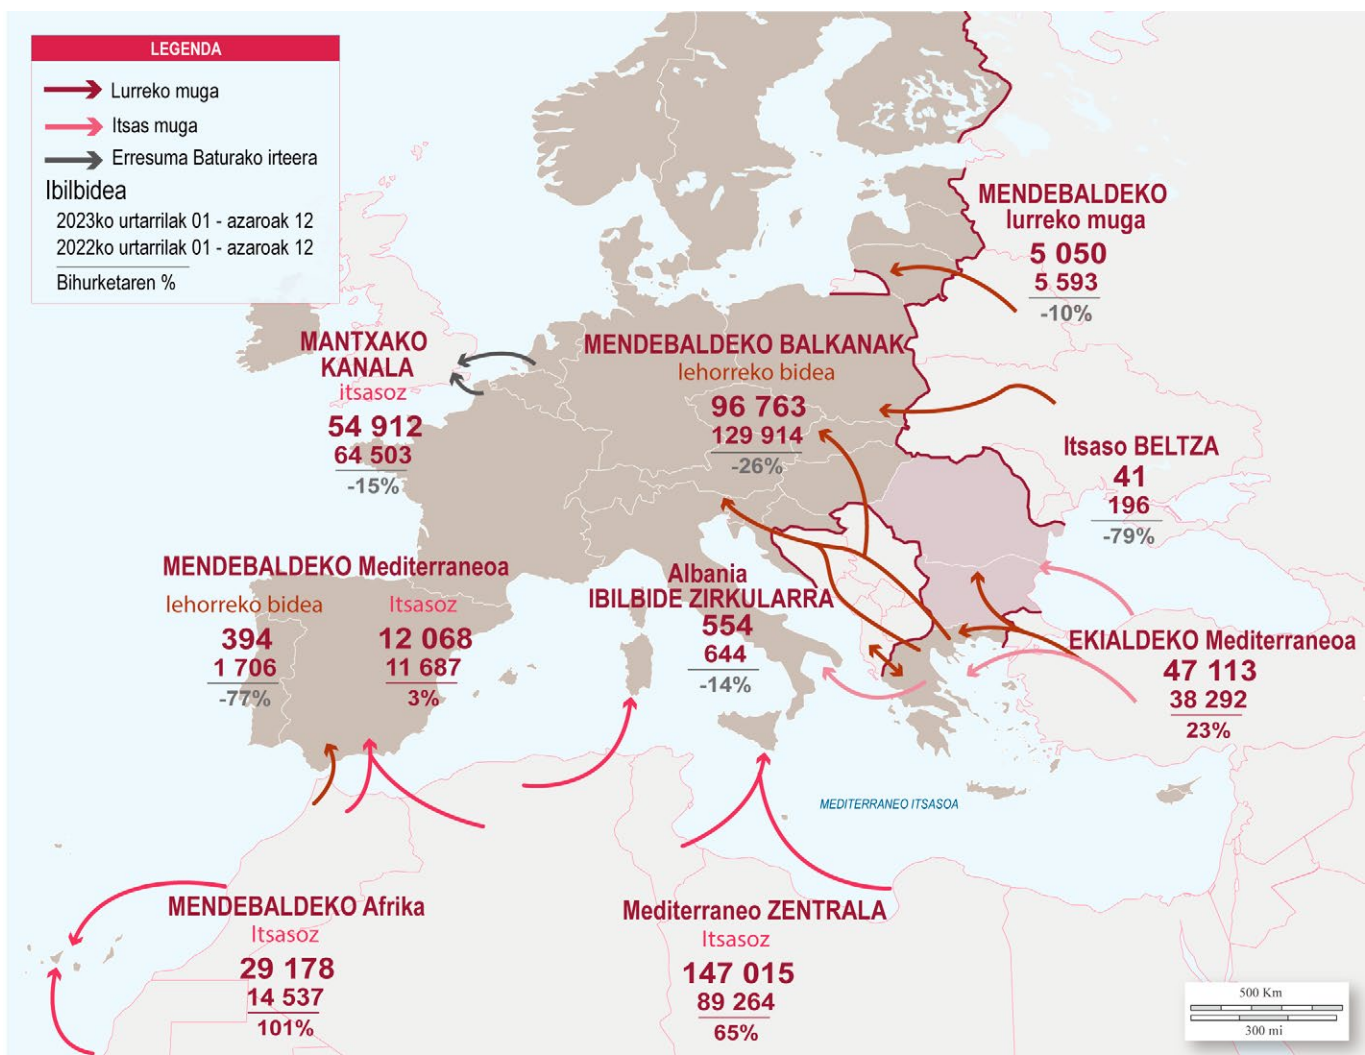 LEGENDA
Lurreko muga
Itsas muga
Erresuma Baturako irteera
Ibilbidea
2023ko urtarrilak 01 - azaroak 12
2022ko urtarrilak 01 - azaroak 12
Bihurketaren %
MENDEBALDEKO
lurreko muga
5 050
5 593
-10%
MANTXAKO
KANALA
itsasoz
54 912
64 503
-15%
MENDEBALDEKO BALKANAK
lehorreko bidea
96 763
129 914
-26%
Itsaso BELTZA
41
196
-79%
MENDEBALDEKO Mediterraneoa
lehorreko bidea
394
1 706
-77%
Itsasoz
12 068
11 687
3%
Albania
IBILBIDE ZIRKULARRA
554
644
-14%
EKIALDEKO Mediterraneoa
47 113
38 292
23%
MEDITERRANEO ITSASOA
MENDEBALDEKO Afrika
Itsasoz
29 178
14 537
101%
Mediterraneo ZENTRALA
Itsasoz
147 015
89 264
65%
500 Km
300 mi